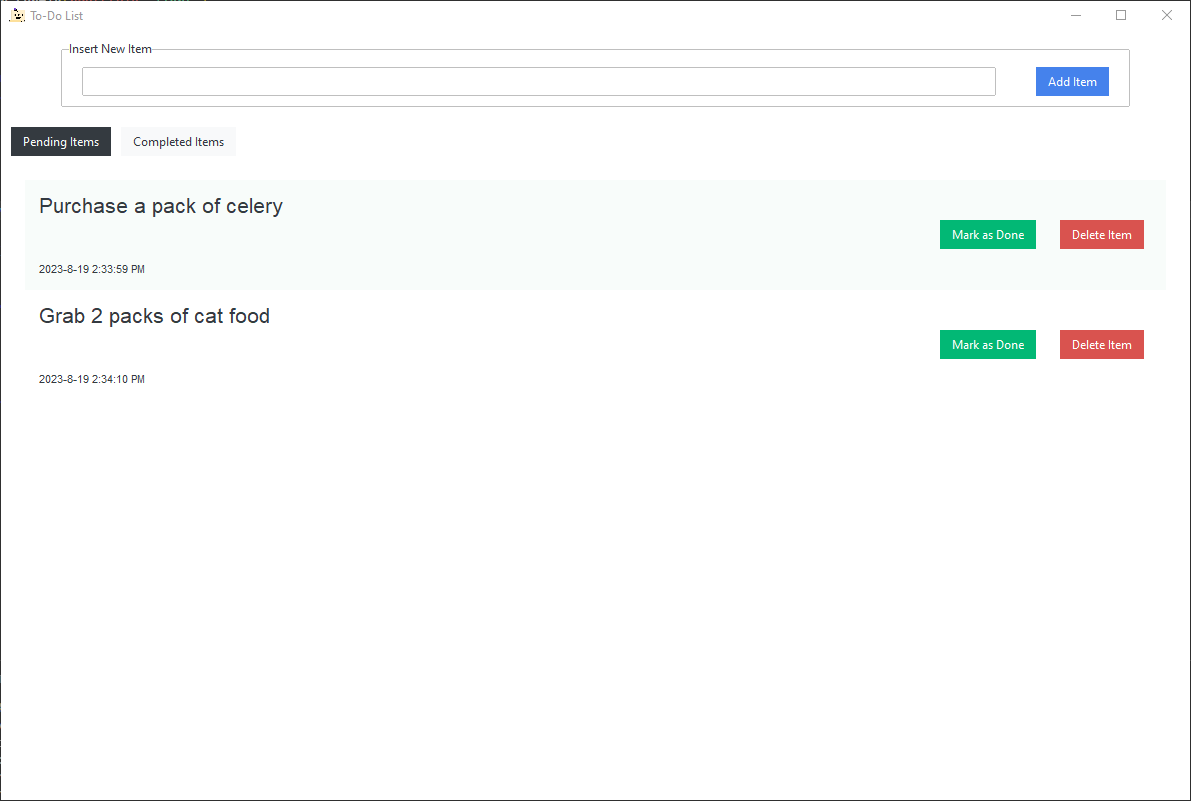 To-Do List
Insert New Item
Add Item
Pending Items Completed Items
Purchase a pack of celery
Mark as Done Delete Item
2023-8-19 2:33:59 PM
Grab 2 packs of cat food
Mark as Done Delete Item
2023-8-19 2:34:10 PM